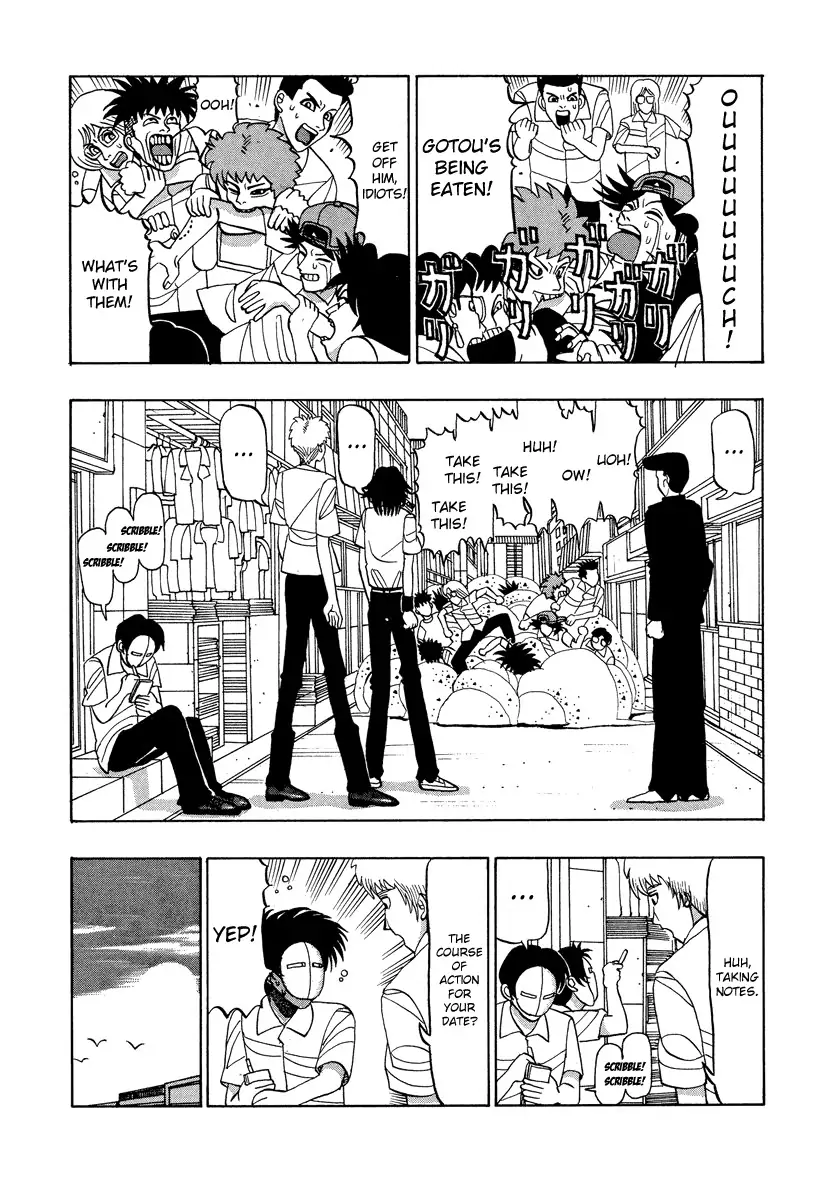 OUUUUUUUUUCH!
GOTOU'S
BEING
EATEN!
ガリ
ガリ
ガリ
ガリ
GET
OFF
HIM,
IDIOTS!
OOH!
WHAT'S
WITH
THEM!
...
UOH!
HUH!
OW!
TAKE
THIS!
TAKE
THIS!
TAKE
THIS!
...
...
SCRIBBLE!
SCRIBBLE!
SCRIBBLE!
HUH,
TAKING
NOTES.
...
SCRIBBLE!
SCRIBBLE!
THE
COURSE
OF
ACTION
FOR
YOUR
DATE?
YEP!